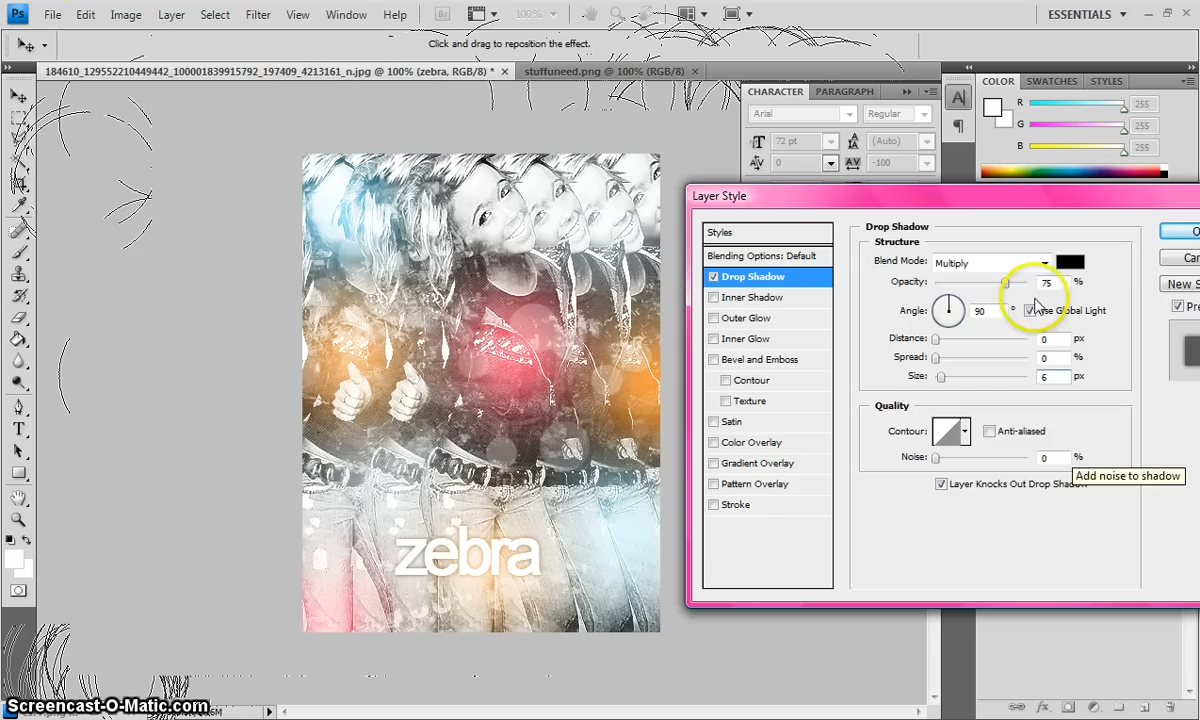 Ps File Edit Image Layer Select Filter View Window Help Br 100% ESSENTIALS
Click and drag to reposition the effect.
184610_129552210449442_100001839915792_197409_4213161_n.jpg @ 100% (zebra, RGB/8) * × stuffuneed.png @ 100% (RGB/8) ×
CHARACTER PARAGRAPH
Arial Regular
72 pt (Auto)
0 -100
COLOR SWATCHES STYLES
R 255
G 255
B 255
Layer Style
Styles
Blending Options: Default
Drop Shadow
Inner Shadow
Outer Glow
Inner Glow
Bevel and Emboss
Contour
Texture
Satin
Color Overlay
Gradient Overlay
Pattern Overlay
Stroke
Drop Shadow
Structure
Blend Mode: Multiply
Opacity: 75 %
Angle: 90 ° Use Global Light
Distance: 0 px
Spread: 0 %
Size: 6 px
Quality
Contour: Anti-aliased
Noise: 0 %
Add noise to shadow
Layer Knocks Out Drop Shadow
New S
zebra
Screencast-O-Matic.com